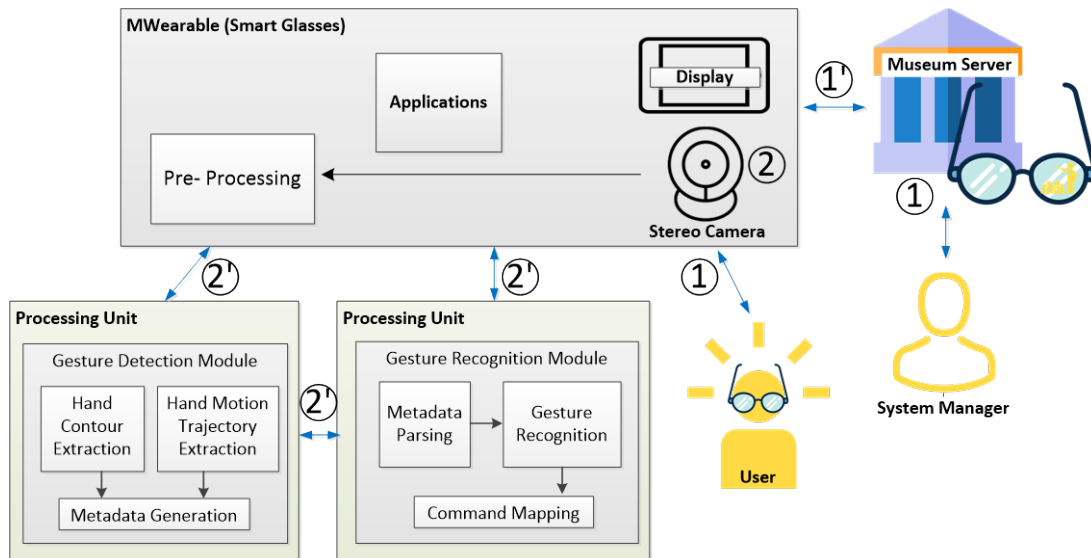 MWearable (Smart Glasses)
Applications
Display
Pre- Processing
②
Stereo Camera
①'
Museum Server
①
2'
2'
①
Processing Unit
Gesture Detection Module
Hand
Contour
Extraction
Hand Motion
Trajectory
Extraction
Metadata Generation
2'
Processing Unit
Gesture Recognition Module
Metadata
Parsing
Gesture
Recognition
Command Mapping
User
System Manager